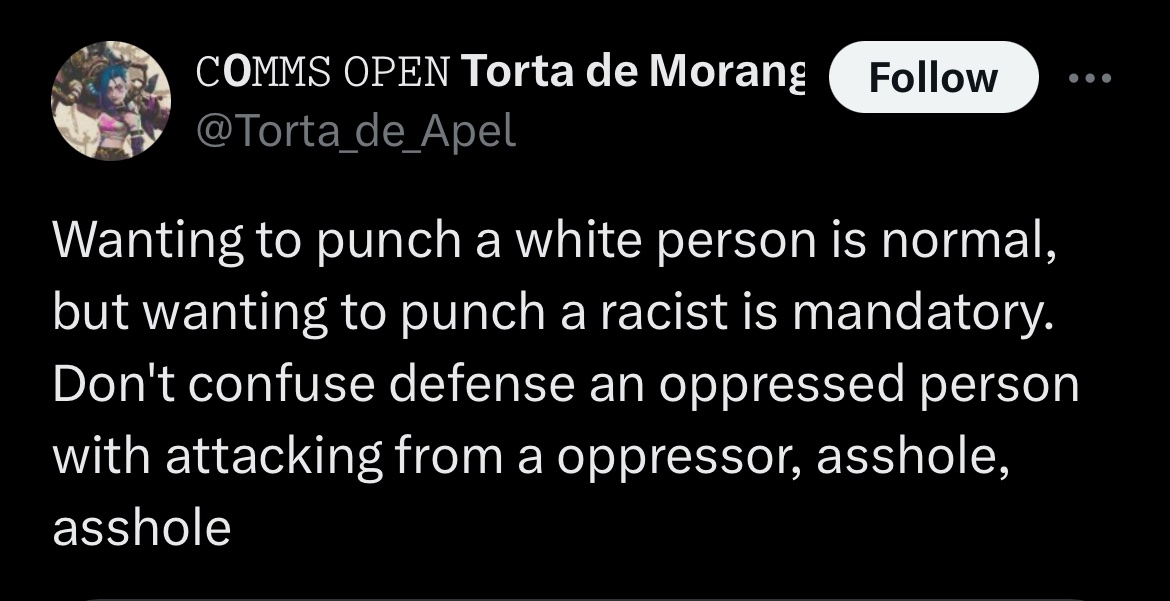 COMMS OPEN Torta de Morang
Follow
@Torta_de_Apel
Wanting to punch a white person is normal,
but wanting to punch a racist is mandatory.
Don't confuse defense an oppressed person
with attacking from a oppressor, asshole,
asshole